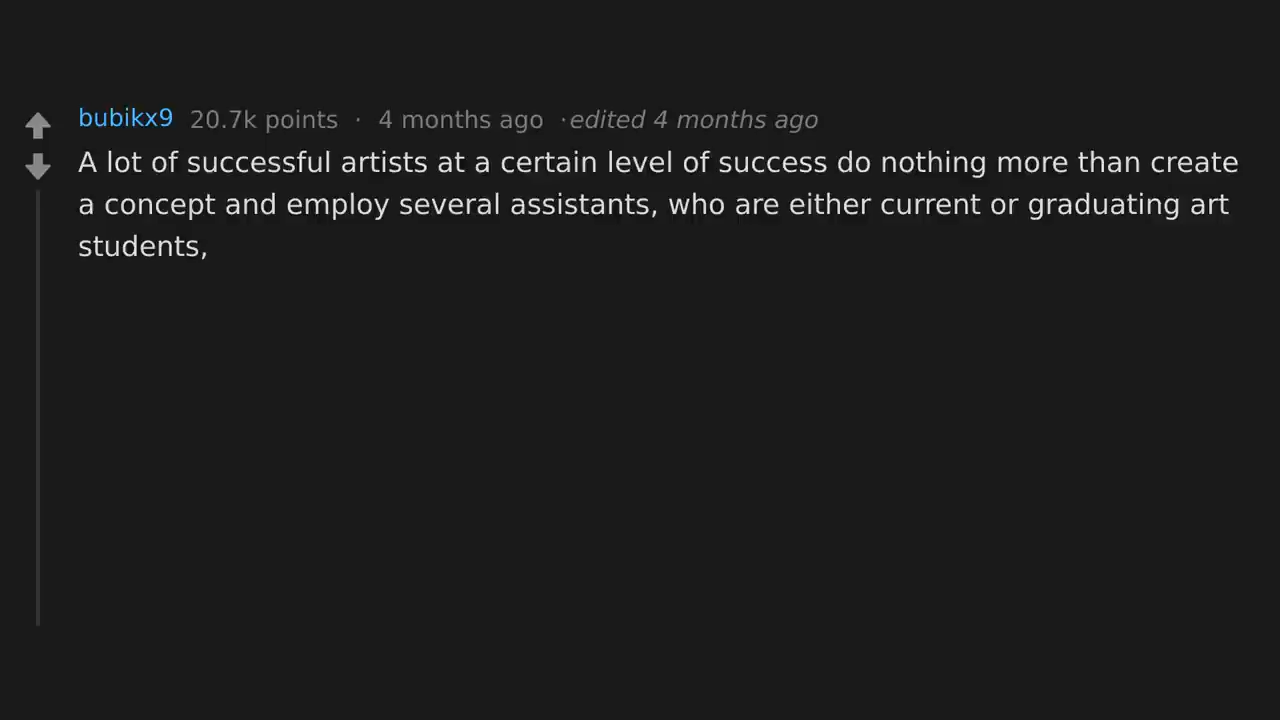 bubikx9 20.7k points · 4 months ago ·edited 4 months ago
A lot of successful artists at a certain level of success do nothing more than create
a concept and employ several assistants, who are either current or graduating art
students,